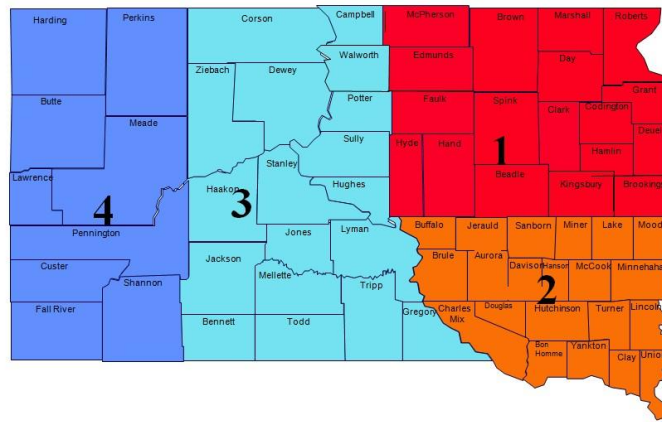 Harding
Perkins
Corson
Campbell
McPherson
Brown
Marshall
Roberts
Walworth
Edmunds
Day
Ziebach
Dewey
Butte
Potter
Faulk
Spink
Grant
Codington
Clark
Meade
Deuel
Sully
Hyde
Hand
1
Hamlin
Stanley
Lawrence
Haakon
Hughes
Beadle
Kingsbury
Brookings
4
3
Pennington
Jones
Lyman
Buffalo
Jerauld
Sanborn
Miner
Lake
Mood
Custer
Jackson
Brule
Aurora
Davison
Hanson
McCook
Minnehaha
Mellette
2
Shannon
Tripp
Fall River
Gregory
Charles
Mix
Douglas
Hutchinson
Turner
Lincoln
Bennett
Todd
Bon
Homme
Yankton
Clay
Union